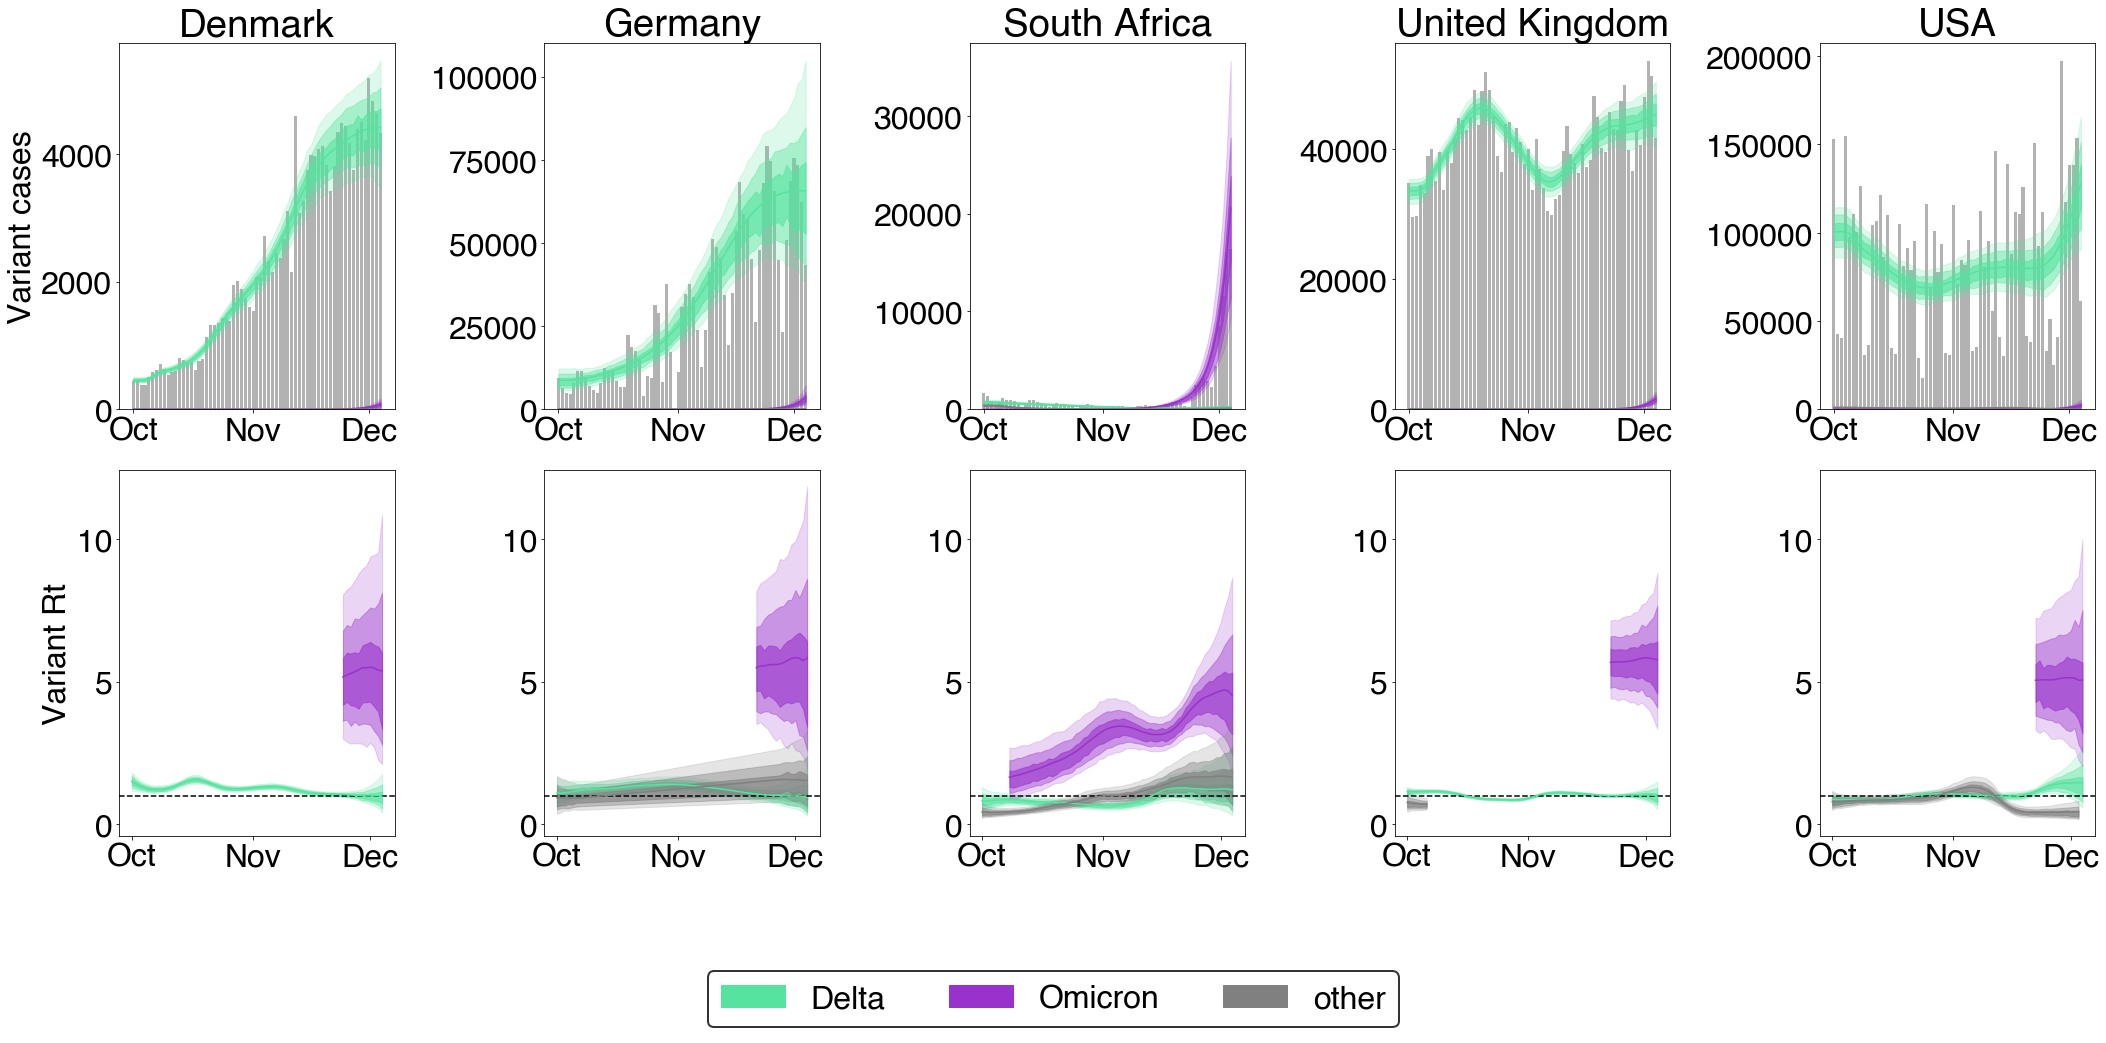 Denmark
Germany
South Africa
United Kingdom
USA
Variant cases
4000
2000
0
Oct
Nov
Dec
100000
75000
50000
25000
0
Oct
Nov
Dec
30000
20000
10000
0
Oct
Nov
Dec
40000
20000
0
Oct
Nov
Dec
200000
150000
100000
50000
0
Oct
Nov
Dec
Variant Rt
10
5
0
Oct
Nov
Dec
10
5
0
Oct
Nov
Dec
10
5
0
Oct
Nov
Dec
10
5
0
Oct
Nov
Dec
10
5
0
Oct
Nov
Dec
Delta
Omicron
other